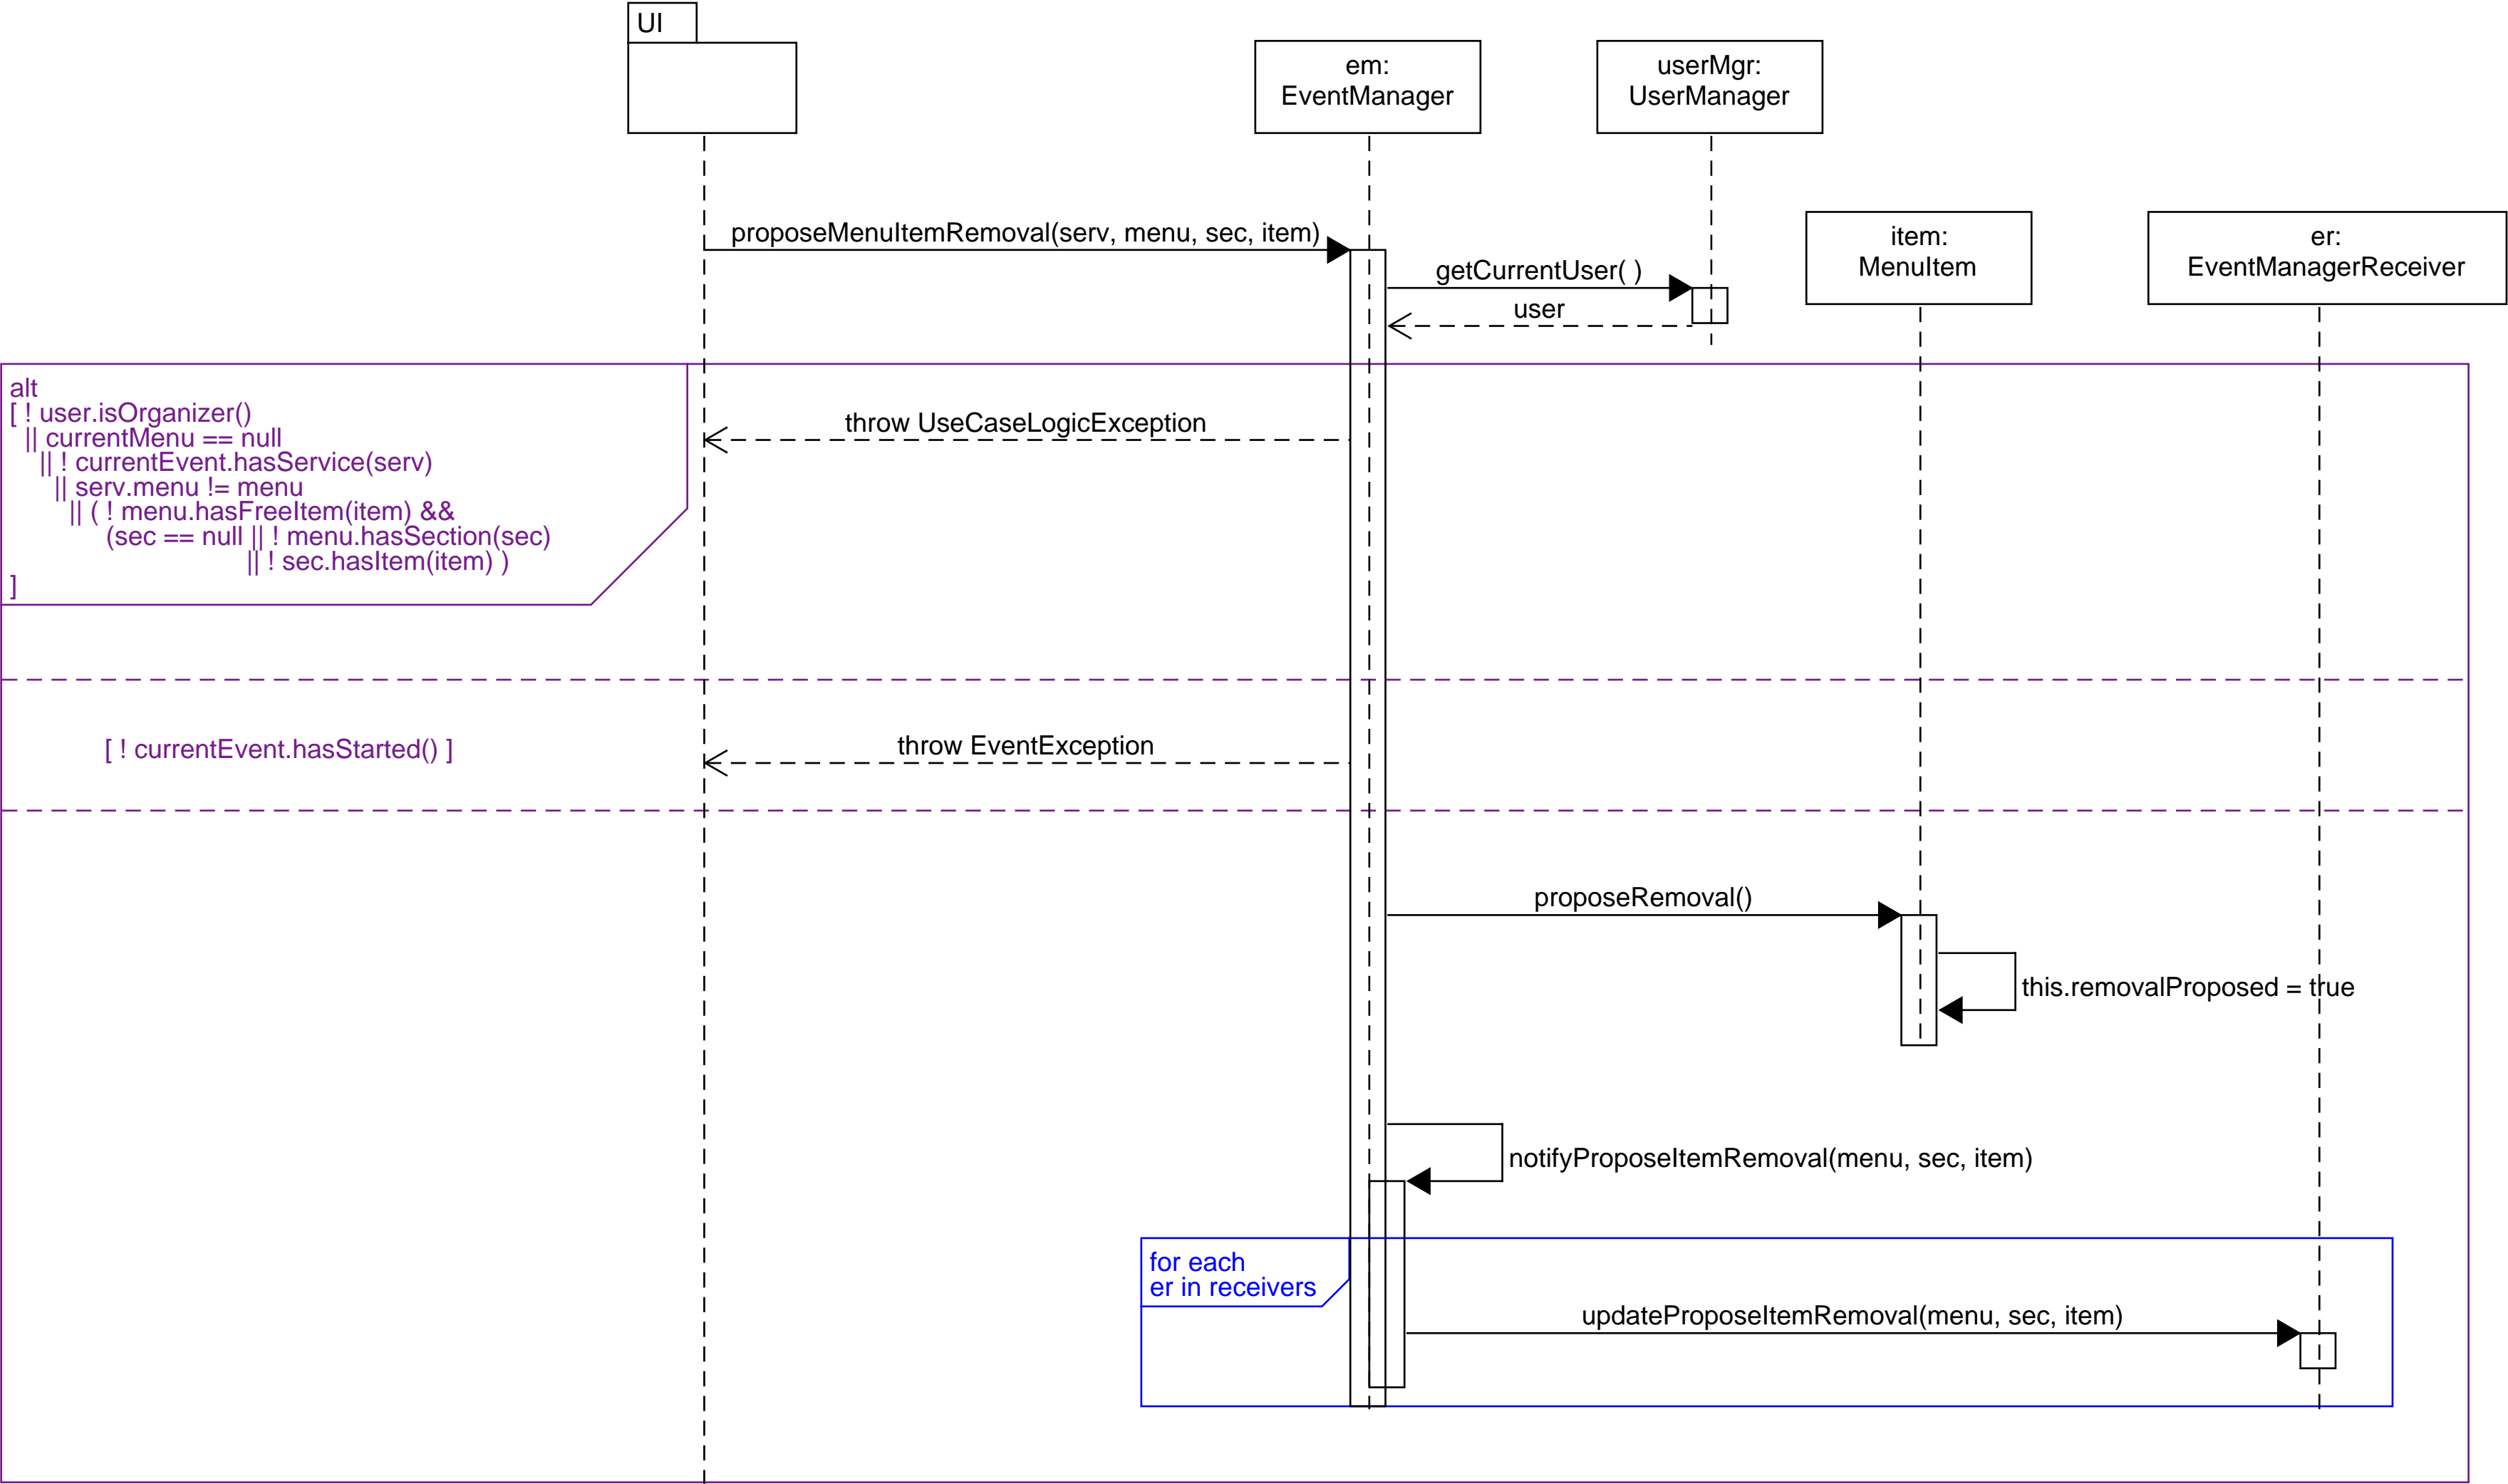 UI
em:
EventManager
userMgr:
UserManager
item:
MenuItem
er:
EventManagerReceiver
proposeMenuItemRemoval(serv, menu, sec, item)
getCurrentUser( )
user
alt
[ ! user.isOrganizer()
|| currentMenu == null
|| ! currentEvent.hasService(serv)
|| serv.menu != menu
|| ( ! menu.hasFreeItem(item) &&
(sec == null || ! menu.hasSection(sec)
|| ! sec.hasItem(item) )
]
throw UseCaseLogicException
[ ! currentEvent.hasStarted() ]
throw EventException
proposeRemoval()
this.removalProposed = true
notifyProposeItemRemoval(menu, sec, item)
for each
er in receivers
updateProposeItemRemoval(menu, sec, item)